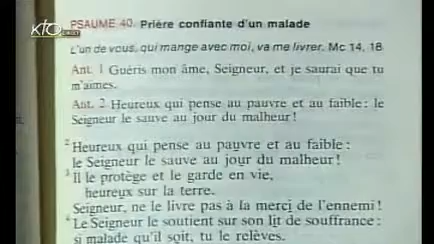 KTO
PSAUME 40. Prière confiante d'un malade
L'un de vous, qui mange avec moi, va me livrer. Mc 14, 18
Ant. 1 Guéris mon âme, Seigneur, et je saurai que tu
m'aimes.
Ant. 2 Heureux qui pense au pauvre et au faible : le
Seigneur le sauve au jour du malheur !
2 Heureux qui pense au pauvre et au faible :
le Seigneur le sauve au jour du malheur !
3 Il le protège et le garde en vie,
heureux sur la terre.
Seigneur, ne le livre pas à la merci de l'ennemi !
4 Le Seigneur le soutient sur son lit de souffrance :
si malade qu'il soit, tu le relèves.